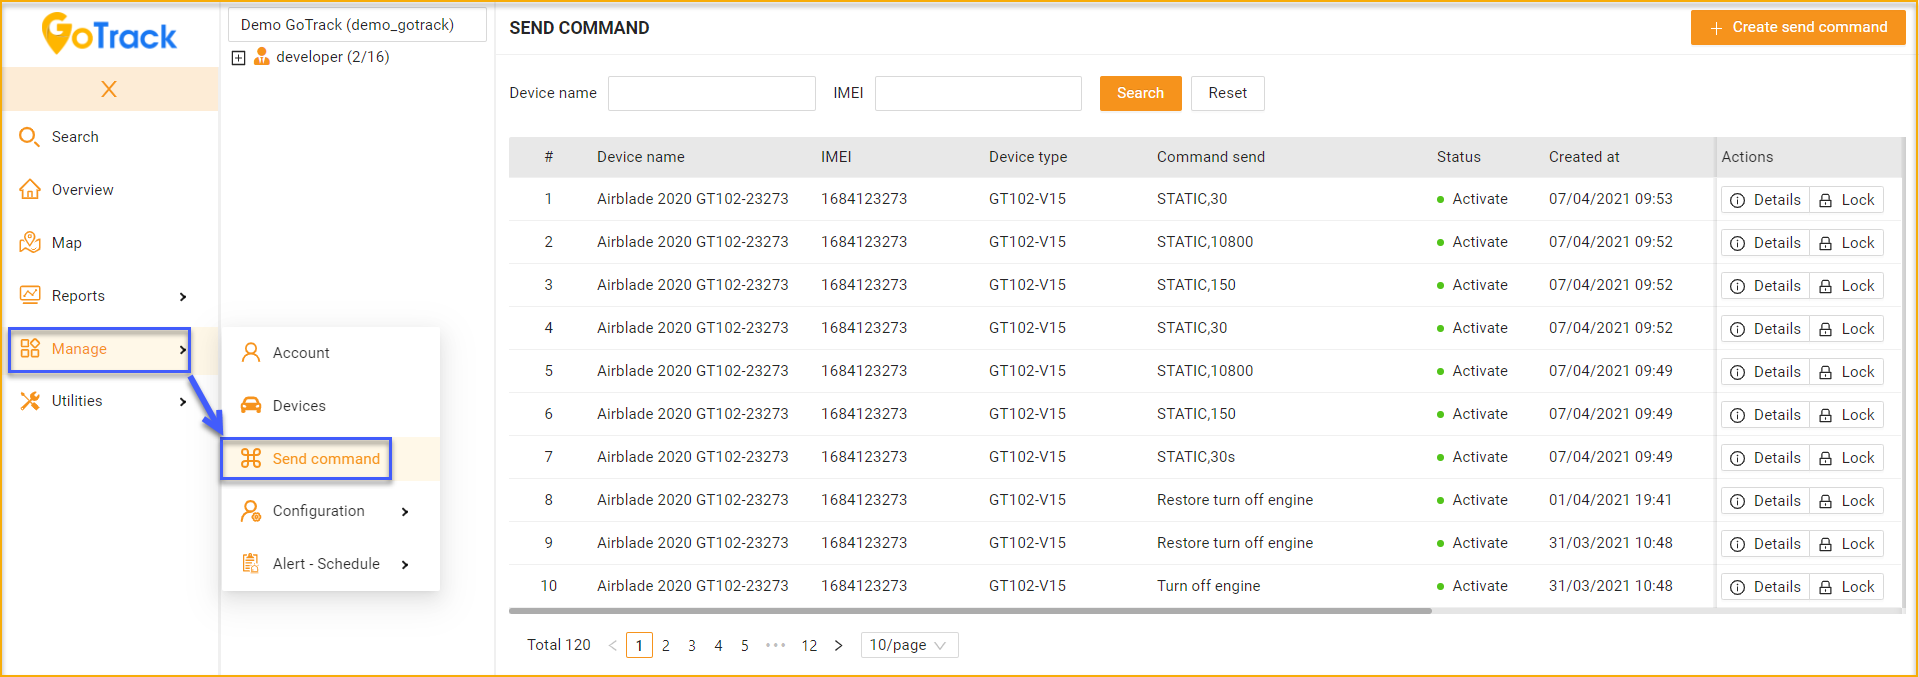 GoTrack
X
Search
Overview
Map
Reports
Manage
Utilities
Demo GoTrack (demo_gotrack)
developer (2/16)
Account
Devices
Send command
Configuration
Alert - Schedule
SEND COMMAND
+ Create send command
Device name IMEI Search Reset
# Device name IMEI Device type Command send Status Created at Actions
1 Airblade 2020 GT102-23273 1684123273 GT102-V15 STATIC,30 Activate 07/04/2021 09:53 Details Lock
2 Airblade 2020 GT102-23273 1684123273 GT102-V15 STATIC,10800 Activate 07/04/2021 09:52 Details Lock
3 Airblade 2020 GT102-23273 1684123273 GT102-V15 STATIC,150 Activate 07/04/2021 09:52 Details Lock
4 Airblade 2020 GT102-23273 1684123273 GT102-V15 STATIC,30 Activate 07/04/2021 09:52 Details Lock
5 Airblade 2020 GT102-23273 1684123273 GT102-V15 STATIC,10800 Activate 07/04/2021 09:49 Details Lock
6 Airblade 2020 GT102-23273 1684123273 GT102-V15 STATIC,150 Activate 07/04/2021 09:49 Details Lock
7 Airblade 2020 GT102-23273 1684123273 GT102-V15 STATIC,30s Activate 07/04/2021 09:49 Details Lock
8 Airblade 2020 GT102-23273 1684123273 GT102-V15 Restore turn off engine Activate 01/04/2021 19:41 Details Lock
9 Airblade 2020 GT102-23273 1684123273 GT102-V15 Restore turn off engine Activate 31/03/2021 10:48 Details Lock
10 Airblade 2020 GT102-23273 1684123273 GT102-V15 Turn off engine Activate 31/03/2021 10:48 Details Lock
Total 120 < 1 2 3 4 5 ••• 12 > 10/page